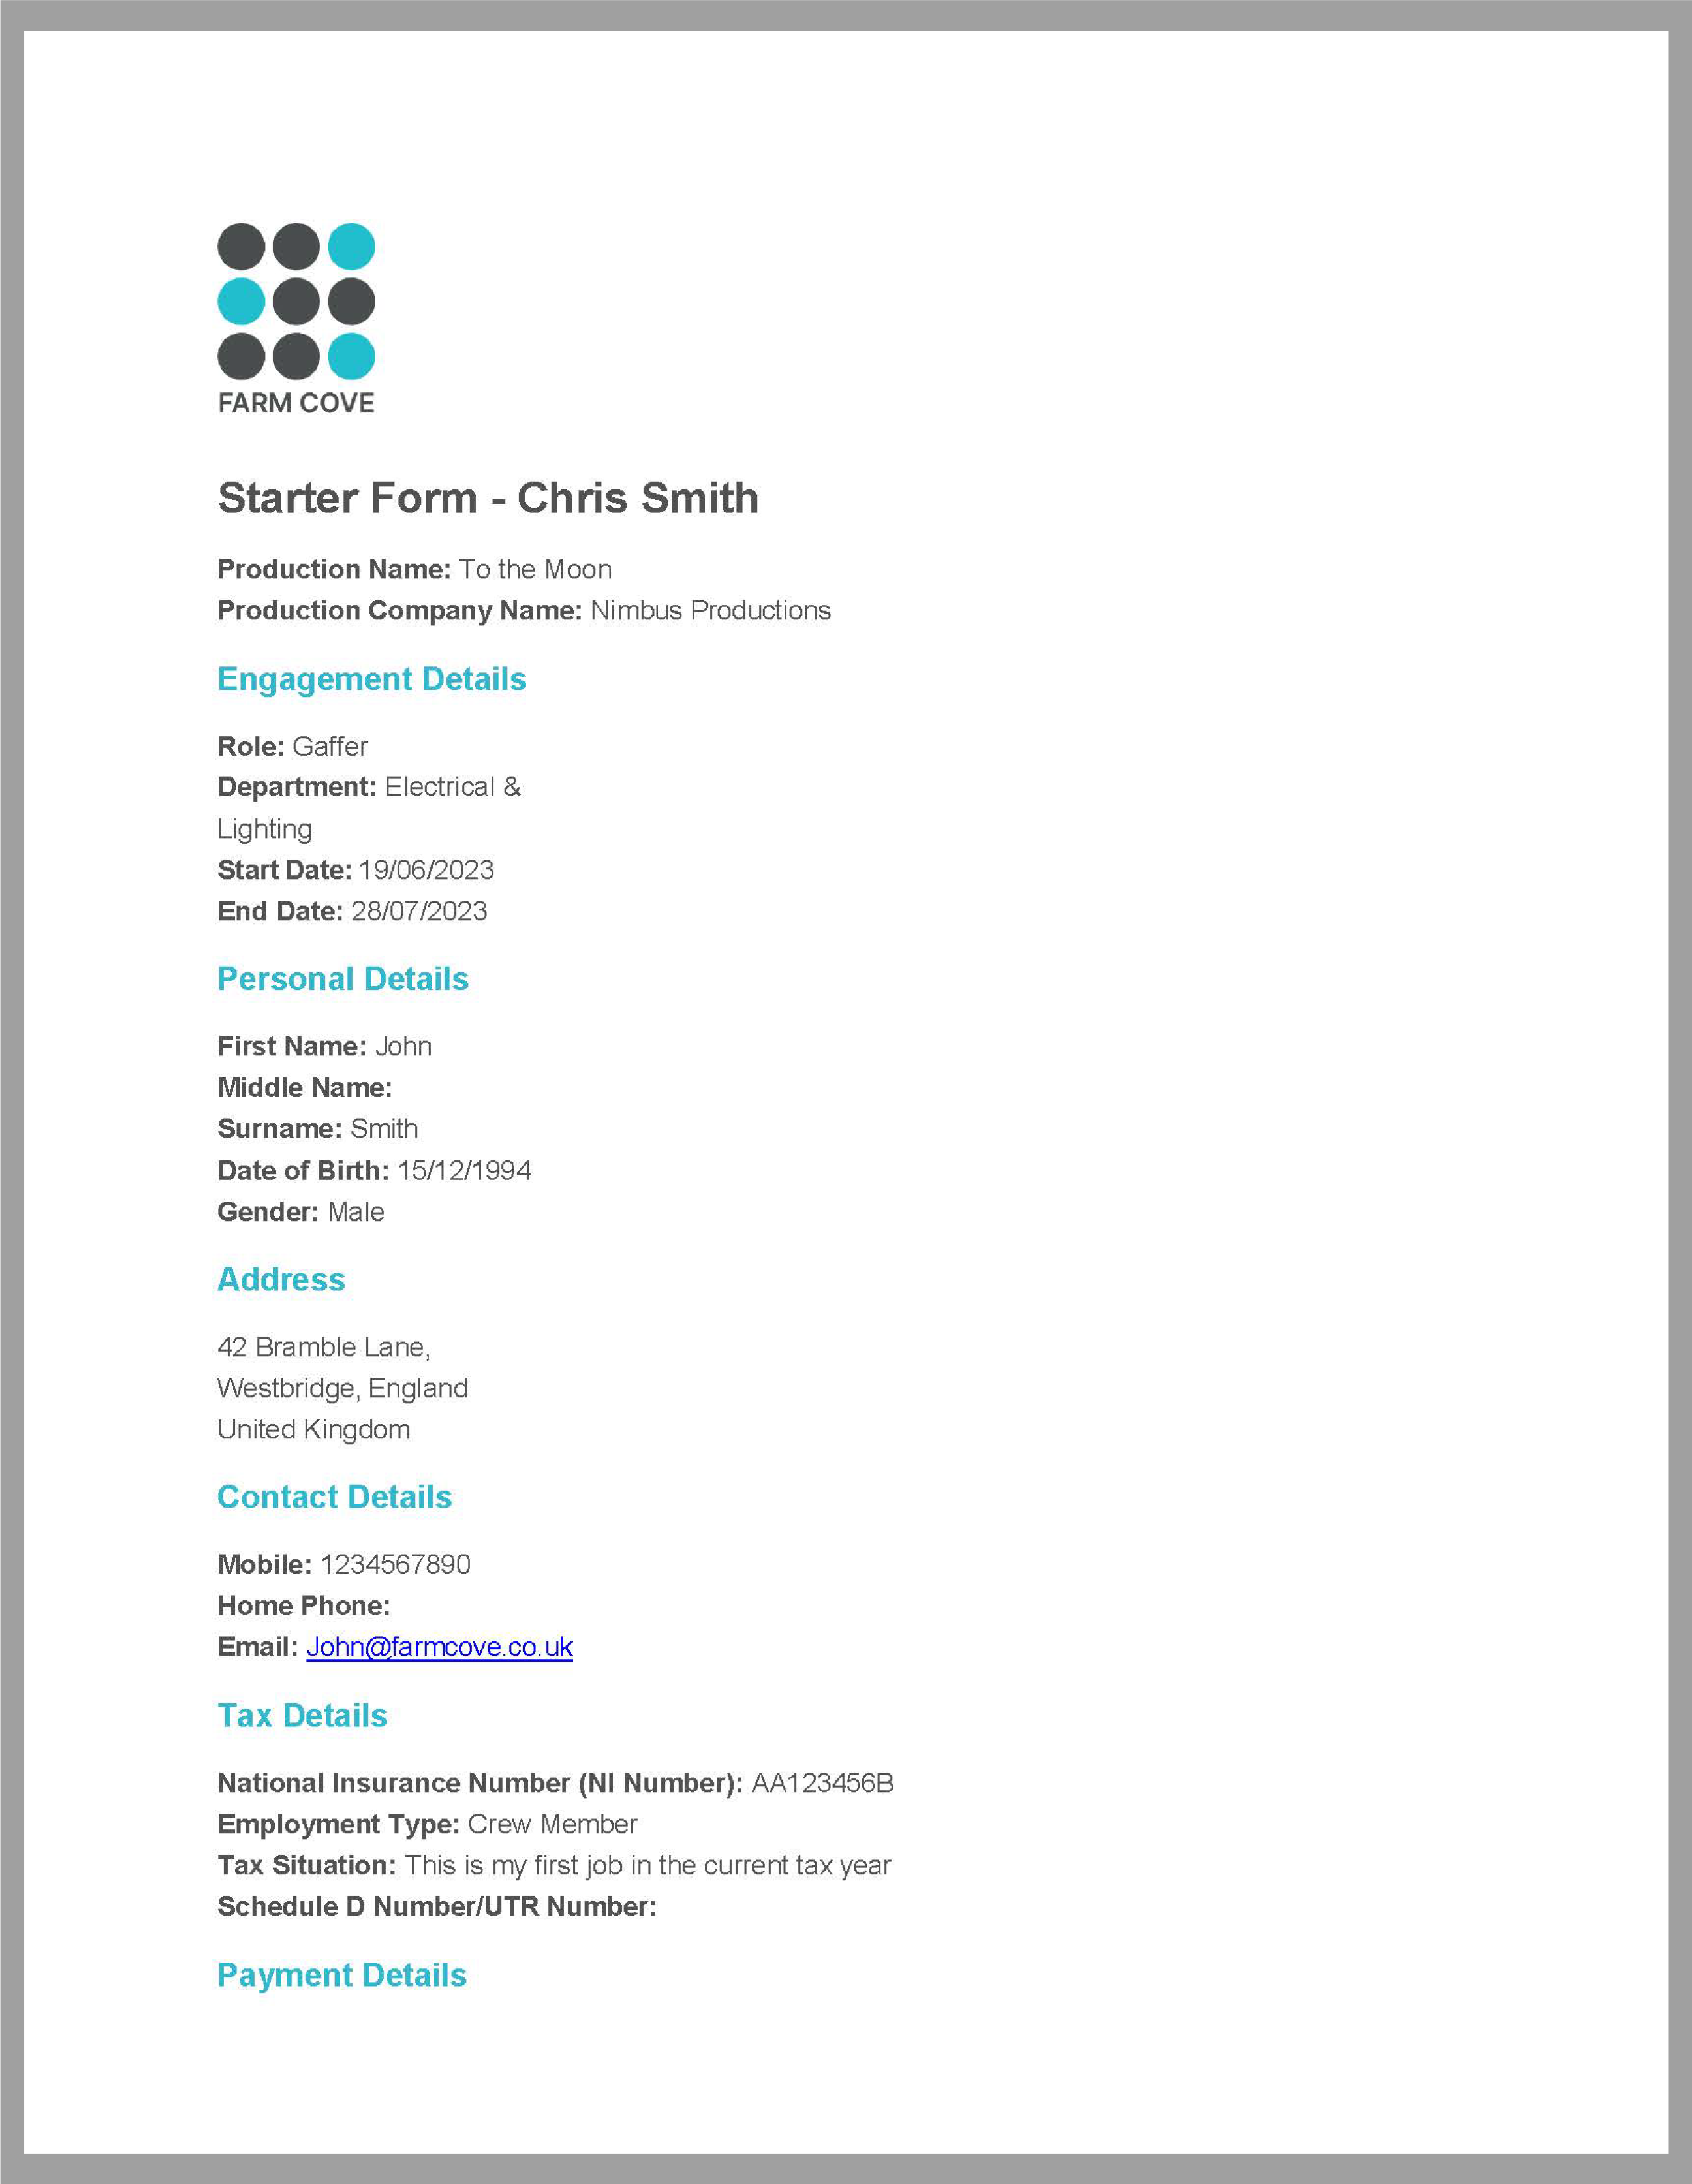 FARM COVE
Starter Form - Chris Smith
Production Name: To the Moon
Production Company Name: Nimbus Productions
Engagement Details
Role: Gaffer
Department: Electrical &
Lighting
Start Date: 19/06/2023
End Date: 28/07/2023
Personal Details
First Name: John
Middle Name:
Surname: Smith
Date of Birth: 15/12/1994
Gender: Male
Address
42 Bramble Lane,
Westbridge, England
United Kingdom
Contact Details
Mobile: 1234567890
Home Phone:
Email: John@farmcove.co.uk
Tax Details
National Insurance Number (NI Number): AA123456B
Employment Type: Crew Member
Tax Situation: This is my first job in the current tax year
Schedule D Number/UTR Number:
Payment Details